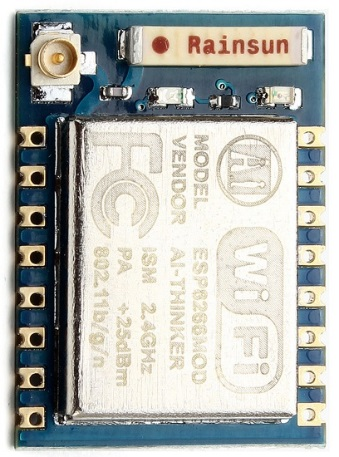 Rainsun
AI
WiFi
MODEL ESP8266MOD
VENDOR AI-THINKER
FC
ISM 2.4GHz
PA +25dBm
802.11b/g/n